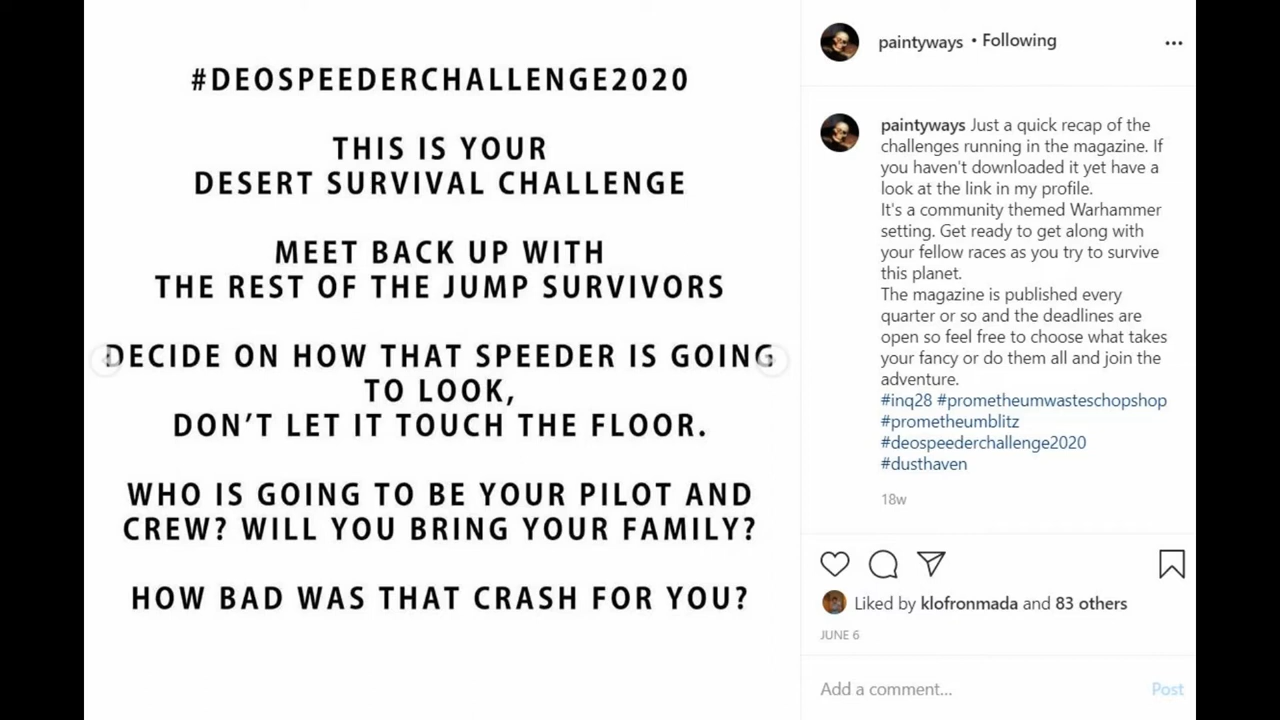 #DEOSPEEDERCHALLENGE2020
THIS IS YOUR
DESERT SURVIVAL CHALLENGE
MEET BACK UP WITH
THE REST OF THE JUMP SURVIVORS
DECIDE ON HOW THAT SPEEDER IS GOING
TO LOOK,
DON'T LET IT TOUCH THE FLOOR.
WHO IS GOING TO BE YOUR PILOT AND
CREW? WILL YOU BRING YOUR FAMILY?
HOW BAD WAS THAT CRASH FOR YOU?
paintyways • Following
paintyways Just a quick recap of the
challenges running in the magazine. If
you haven't downloaded it yet have a
look at the link in my profile.
It's a community themed Warhammer
setting. Get ready to get along with
your fellow races as you try to survive
this planet.
The magazine is published every
quarter or so and the deadlines are
open so feel free to choose what takes
your fancy or do them all and join the
adventure.
#inq28 #prometheumwasteschopshop
#prometheumblitz
#deospeederchallenge2020
#dusthaven
18w
Liked by klofronmada and 83 others
JUNE 6
Add a comment...
Post